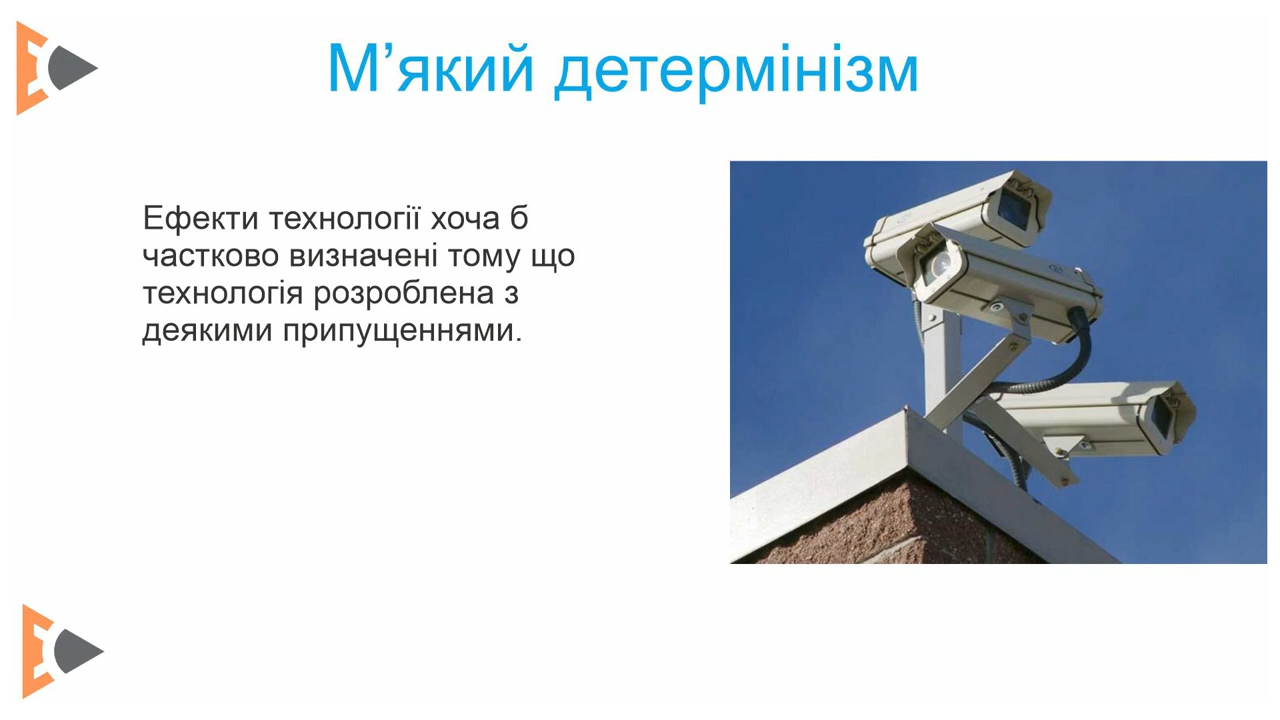 М’який детермінізм
Ефекти технології хоча б
частково визначені тому що
технологія розроблена з
деякими припущеннями.